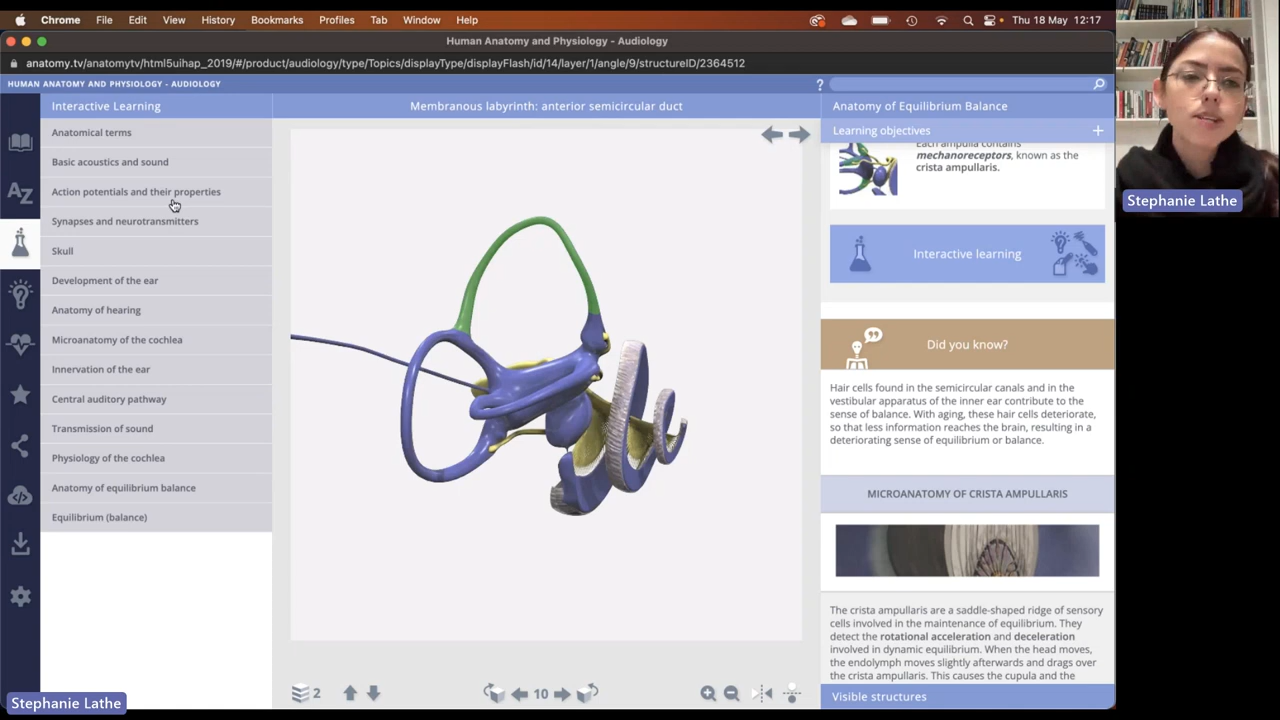 Chrome File Edit View History Bookmarks Profiles Tab Window Help Thu 18 May 12:17
Human Anatomy and Physiology - Audiology
anatomy.tv/anatomytv/html5uihap_2019/#/product/audiology/type/Topics/displayType/displayFlash/id/14/layer/1/angle/9/structureID/2364512
HUMAN ANATOMY AND PHYSIOLOGY - AUDIOLOGY ?
Interactive Learning
Anatomical terms
Basic acoustics and sound
AZ
Action potentials and their properties
Synapses and neurotransmitters
Skull
Development of the ear
Anatomy of hearing
Microanatomy of the cochlea
Innervation of the ear
Central auditory pathway
Transmission of sound
Physiology of the cochlea
Anatomy of equilibrium balance
Equilibrium (balance)
Membranous labyrinth: anterior semicircular duct
2
10
Anatomy of Equilibrium Balance
Learning objectives +
Each ampulla contains
mechanoreceptors, known as the
crista ampullaris.
Interactive learning
Did you know?
Hair cells found in the semicircular canals and in the
vestibular apparatus of the inner ear contribute to the
sense of balance. With aging, these hair cells deteriorate,
so that less information reaches the brain, resulting in a
deteriorating sense of equilibrium or balance.
MICROANATOMY OF CRISTA AMPULLARIS
The crista ampullaris are a saddle-shaped ridge of sensory
cells involved in the maintenance of equilibrium. They
detect the rotational acceleration and deceleration
involved in dynamic equilibrium. When the head moves,
the endolymph moves slightly afterwards and drags over
the crista ampullaris. This causes the cupula and the
Visible structures
Stephanie Lathe
Stephanie Lathe